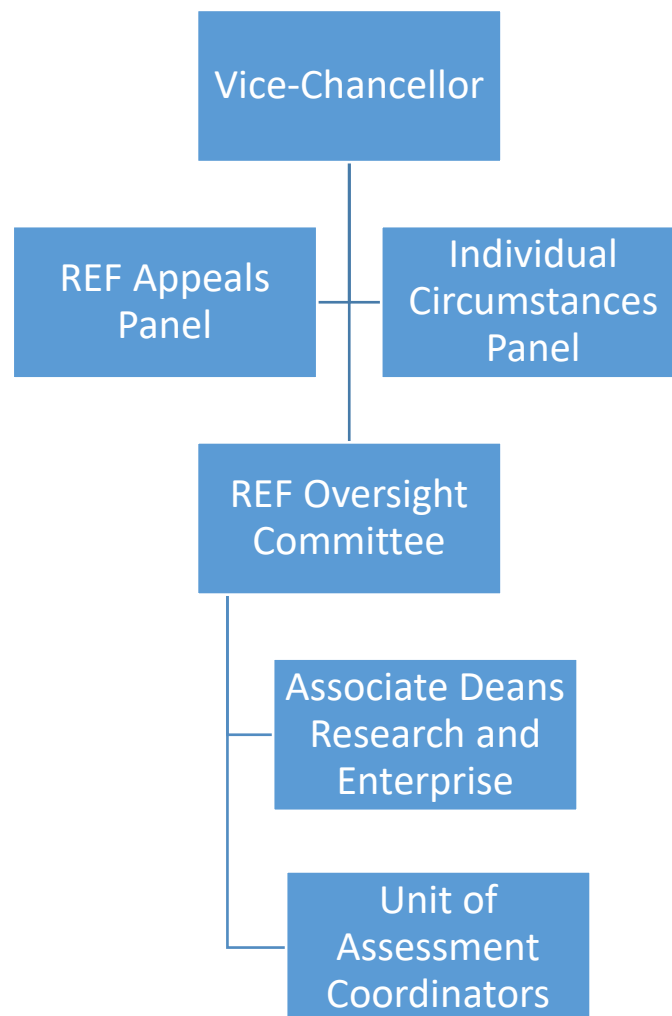 Vice-Chancellor
REF Appeals
Panel
Individual
Circumstances
Panel
REF Oversight
Committee
Associate Deans
Research and
Enterprise
Unit of
Assessment
Coordinators